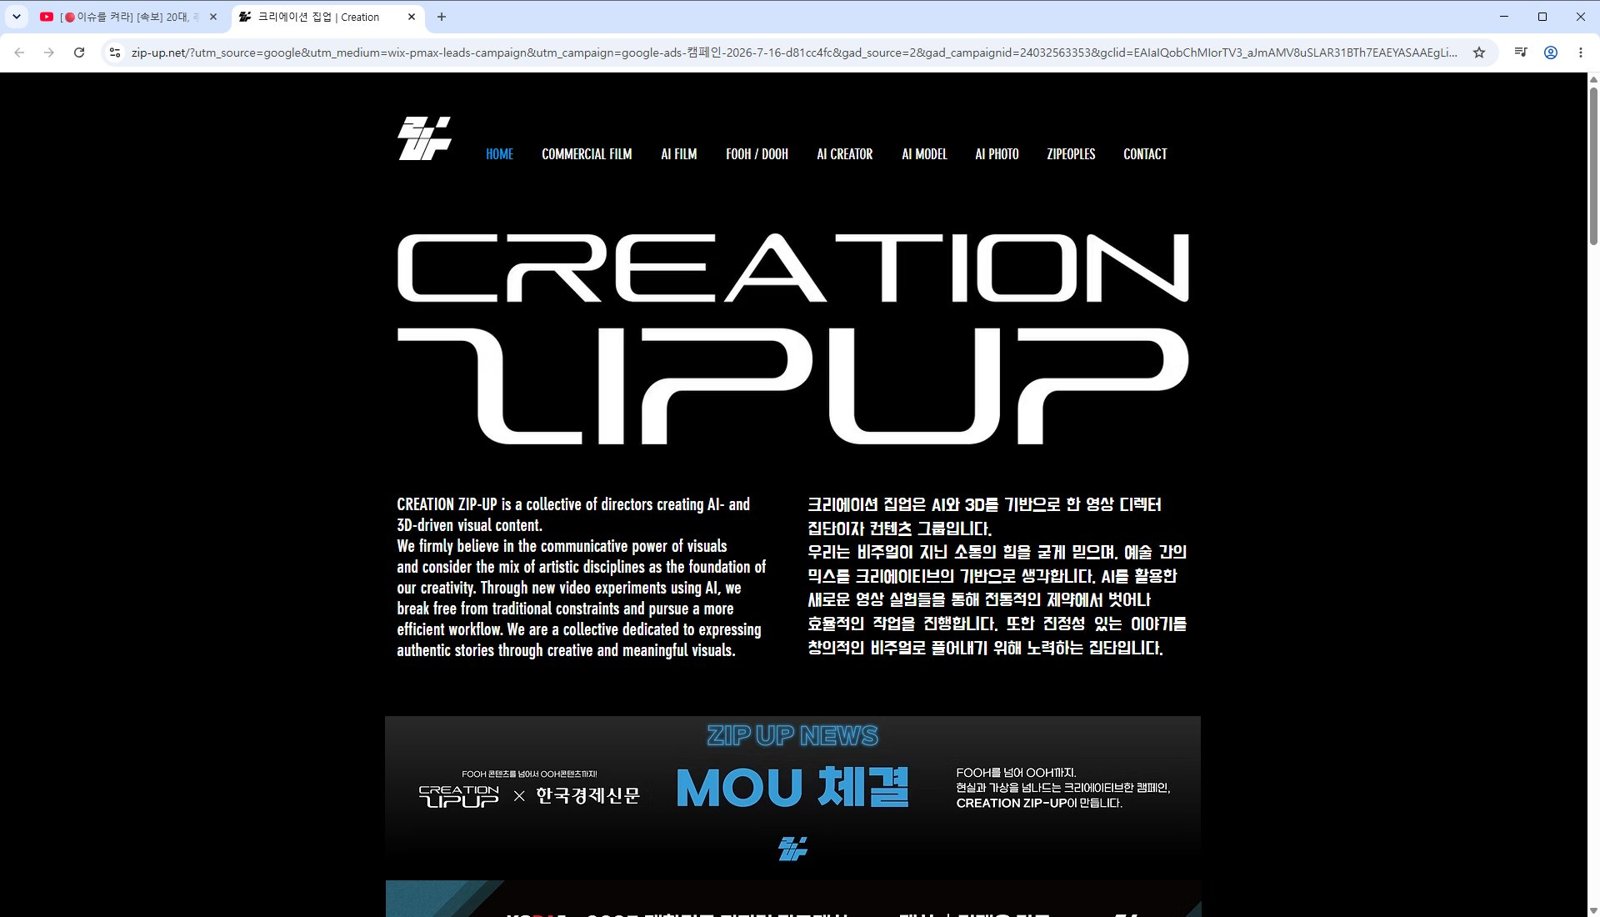 [🔴이슈를 켜라] [속보] 20대,
크리에이션 집업 | Creation
zip-up.net/?utm_source=google&utm_medium=wix-pmax-leads-campaign&utm_campaign=google-ads-캠페인-2026-7-16-d81cc4fc&gad_source=2&gad_campaignid=24032563353&gclid=EAIaIQobChMIorTV3_aJmAMV8uSLAR31BTh7EAEYASAAEgLi...
ZIP UP
HOME COMMERCIAL FILM AI FILM FOOH / DOOH AI CREATOR AI MODEL AI PHOTO ZIPEOPLES CONTACT
CREATION
ZIPUP
CREATION ZIP-UP is a collective of directors creating AI- and
3D-driven visual content.
We firmly believe in the communicative power of visuals
and consider the mix of artistic disciplines as the foundation of
our creativity. Through new video experiments using AI, we
break free from traditional constraints and pursue a more
efficient workflow. We are a collective dedicated to expressing
authentic stories through creative and meaningful visuals.
크리에이션 집업은 AI와 3D를 기반으로 한 영상 디렉터
집단이자 컨텐츠 그룹입니다.
우리는 비주얼이 지닌 소통의 힘을 굳게 믿으며, 예술 간의
믹스를 크리에이티브의 기반으로 생각합니다. AI를 활용한
새로운 영상 실험들을 통해 전통적인 제약에서 벗어나
효율적인 작업을 진행합니다. 또한 진정성 있는 이야기를
창의적인 비주얼로 풀어내기 위해 노력하는 집단입니다.
ZIP UP NEWS
FOOH 콘텐츠를 넘어서 OOH콘텐츠까지!
CREATION ZIPUP × 한국경제신문
MOU 체결
FOOH를 넘어 OOH까지.
현실과 가상을 넘나드는 크리에이티브한 캠페인,
CREATION ZIP-UP이 만듭니다.
ZIP UP